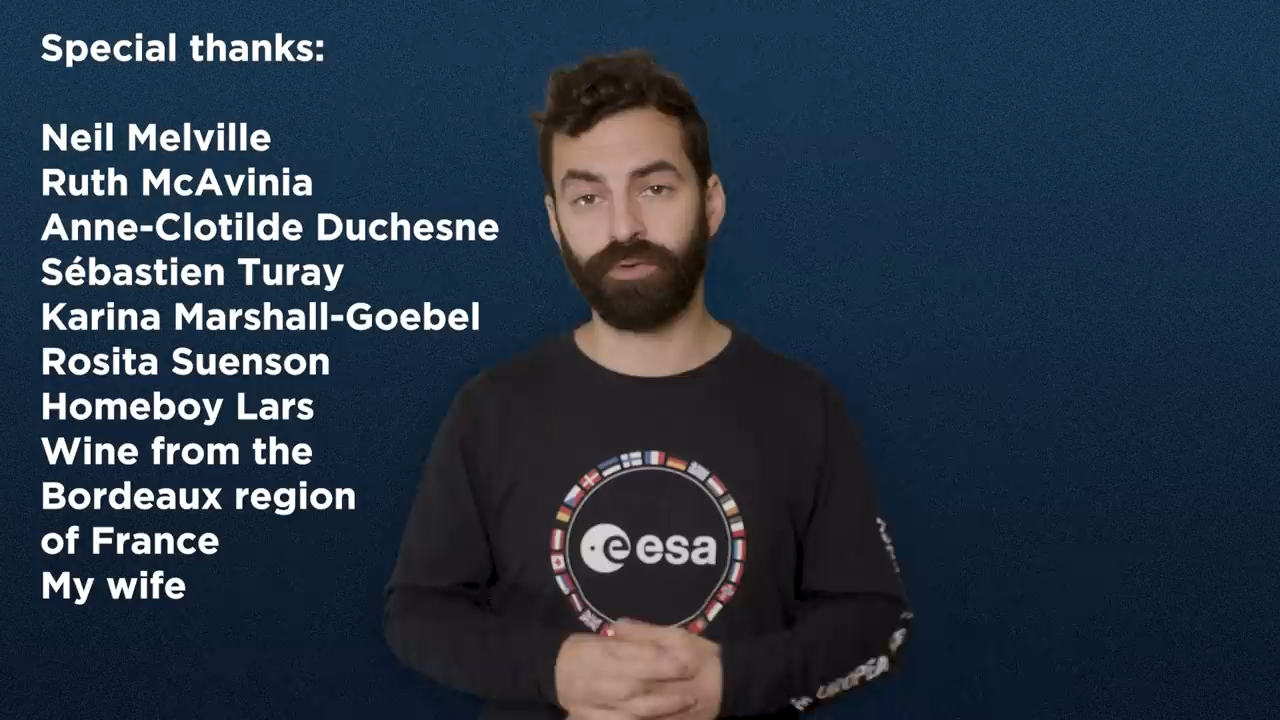 Special thanks:
Neil Melville
Ruth McAvinia
Anne-Clotilde Duchesne
Sébastien Turay
Karina Marshall-Goebel
Rosita Suenson
Homeboy Lars
Wine from the
Bordeaux region
of France
My wife
esa